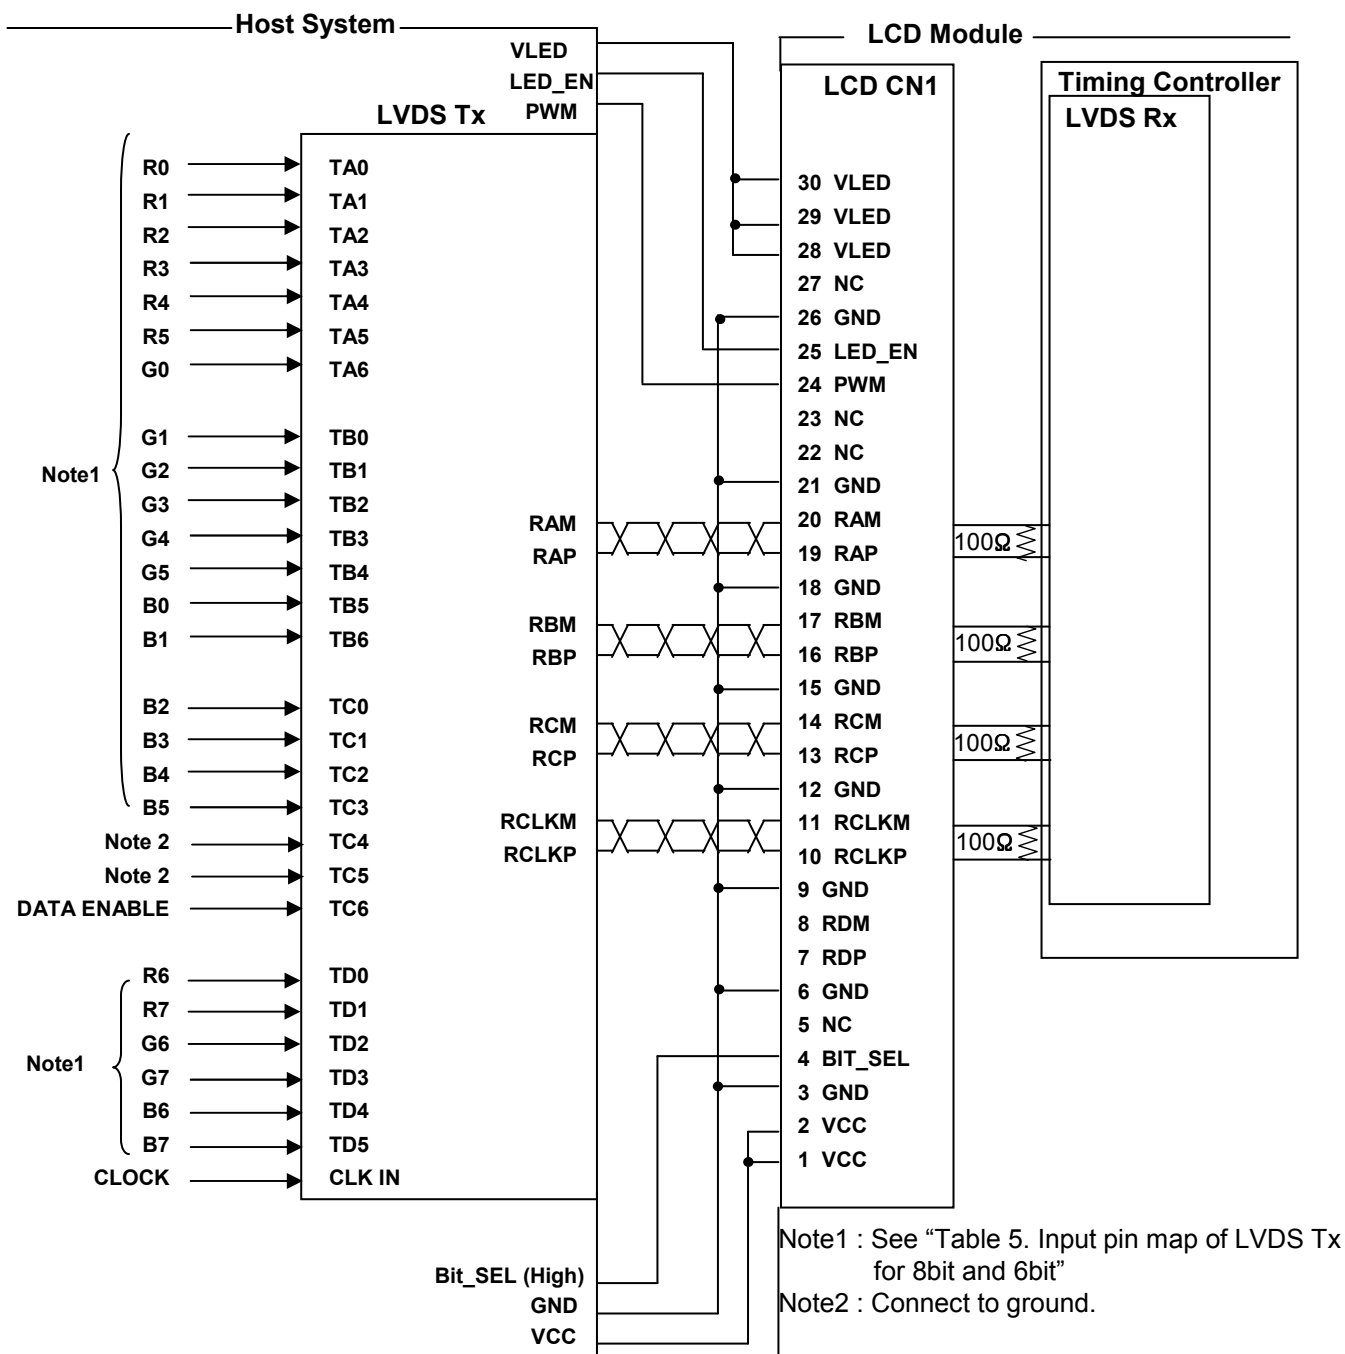 Host System
LCD Module
VLED
LED_EN
PWM
LVDS Tx
LCD CN1
Timing Controller
LVDS Rx
R0 TA0
R1 TA1
R2 TA2
R3 TA3
R4 TA4
R5 TA5
G0 TA6
Note1
G1 TB0
G2 TB1
G3 TB2
G4 TB3
G5 TB4
B0 TB5
B1 TB6
B2 TC0
B3 TC1
B4 TC2
B5 TC3
Note 2 TC4
Note 2 TC5
DATA ENABLE TC6
Note1
R6 TD0
R7 TD1
G6 TD2
G7 TD3
B6 TD4
B7 TD5
CLOCK CLK IN
RAM
RAP
RBM
RBP
RCM
RCP
RCLKM
RCLKP
Bit_SEL (High)
GND
VCC
30 VLED
29 VLED
28 VLED
27 NC
26 GND
25 LED_EN
24 PWM
23 NC
22 NC
21 GND
20 RAM
19 RAP
18 GND
17 RBM
16 RBP
15 GND
14 RCM
13 RCP
12 GND
11 RCLKM
10 RCLKP
9 GND
8 RDM
7 RDP
6 GND
5 NC
4 BIT_SEL
3 GND
2 VCC
1 VCC
100Ω
100Ω
100Ω
100Ω
Note1 : See “Table 5. Input pin map of LVDS Tx
for 8bit and 6bit”
Note2 : Connect to ground.